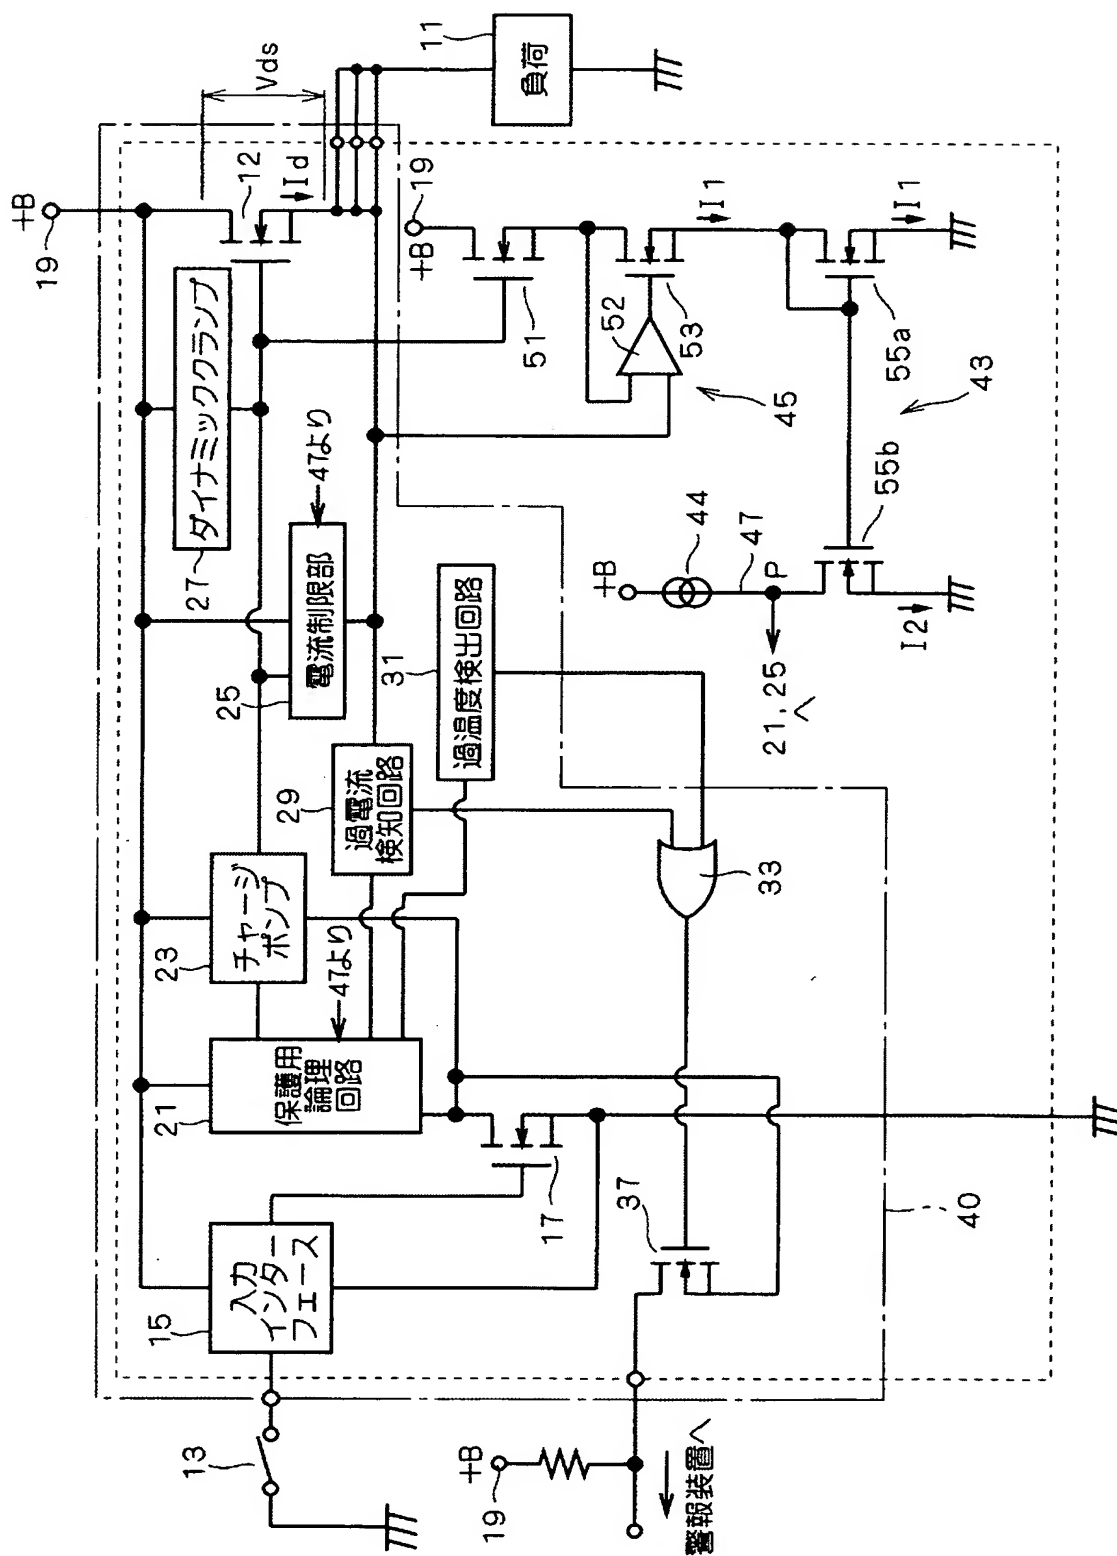 +B
19
12
Id
Vds
11
負荷
ダイナミッククランプ
27
47より
電流制限部
25
チャージ
ポンプ
23
47より
保護用
論理
回路
21
入力
インター
フェース
15
13
過電流
検知回路
29
過温度検出回路
31
17
33
37
40
+B
19
警報装置へ
+B
19
51
52
53
I1
45
55a
I1
43
55b
+B
44
47
P
21,25
へ
I2